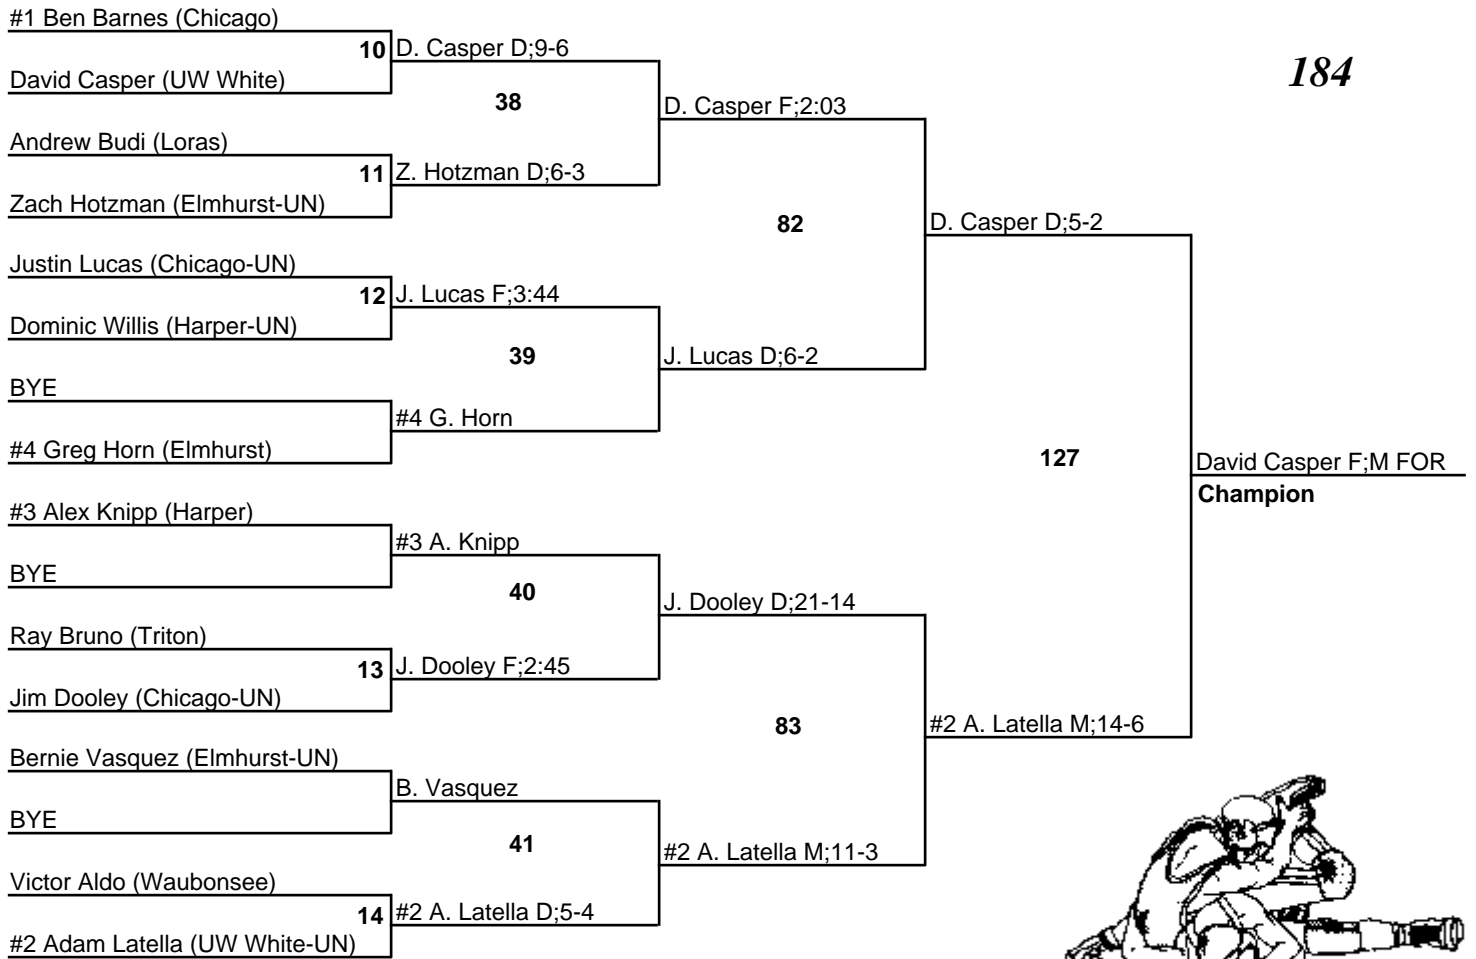 #1 Ben Barnes (Chicago)
10
D. Casper D;9-6
David Casper (UW White)
38
184
D. Casper F;2:03
Andrew Budi (Loras)
11
Z. Hotzman D;6-3
Zach Hotzman (Elmhurst-UN)
82
D. Casper D;5-2
Justin Lucas (Chicago-UN)
12
J. Lucas F;3:44
Dominic Willis (Harper-UN)
39
J. Lucas D;6-2
BYE
#4 G. Horn
#4 Greg Horn (Elmhurst)
127
David Casper F;M FOR
Champion
#3 Alex Knipp (Harper)
#3 A. Knipp
BYE
40
J. Dooley D;21-14
Ray Bruno (Triton)
13
J. Dooley F;2:45
Jim Dooley (Chicago-UN)
83
#2 A. Latella M;14-6
Bernie Vasquez (Elmhurst-UN)
B. Vasquez
BYE
41
#2 A. Latella M;11-3
Victor Aldo (Waubonsee)
14
#2 A. Latella D;5-4
#2 Adam Latella (UW White-UN)